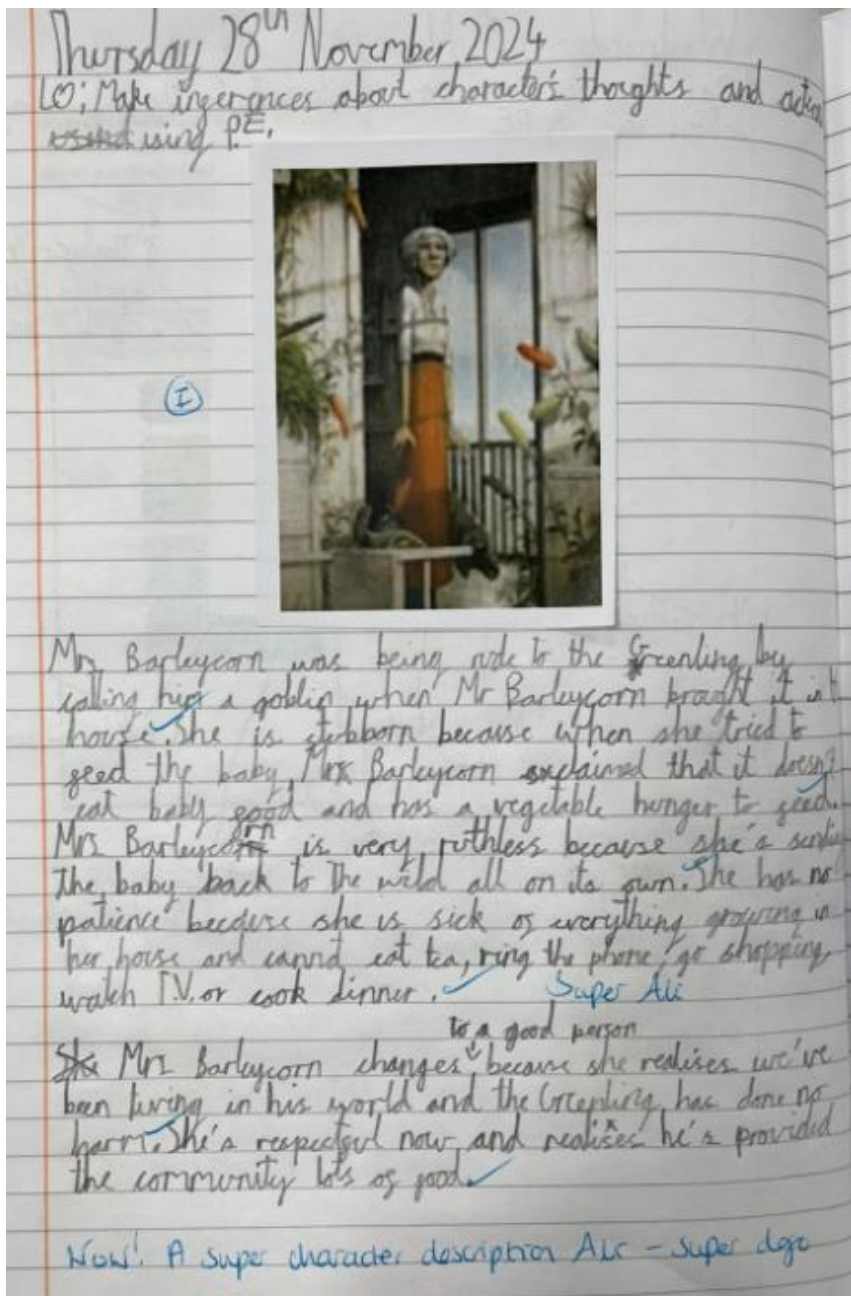 Thursday 28th November 2024
LO: Make inferences about character's thoughts and
using P.E.
I
Mrs Barleycorn was being rude to the Greenling by
calling him a goblin when Mr Barleycorn brought it in
house. She is stubborn because when she tried to
feed the baby, Mr Barleycorn explained that it doesn't
eat baby food and has a vegetable hunger to feed.
Mrs Barleycorn is very ruthless because she's
the baby back to the wild all on its own. She has no
patience because she is sick of everything growing in
her house and cannot eat tea, ring the phone, go shopping,
watch T.V. or cook dinner.
Super Ali
to a good person
Mrs Barleycorn changes because she realises we've
been living in his world and the Greenling has done no
harm. She's respectful now and realises he's provided
the community lots of food.
Now! A super character description Ali - super